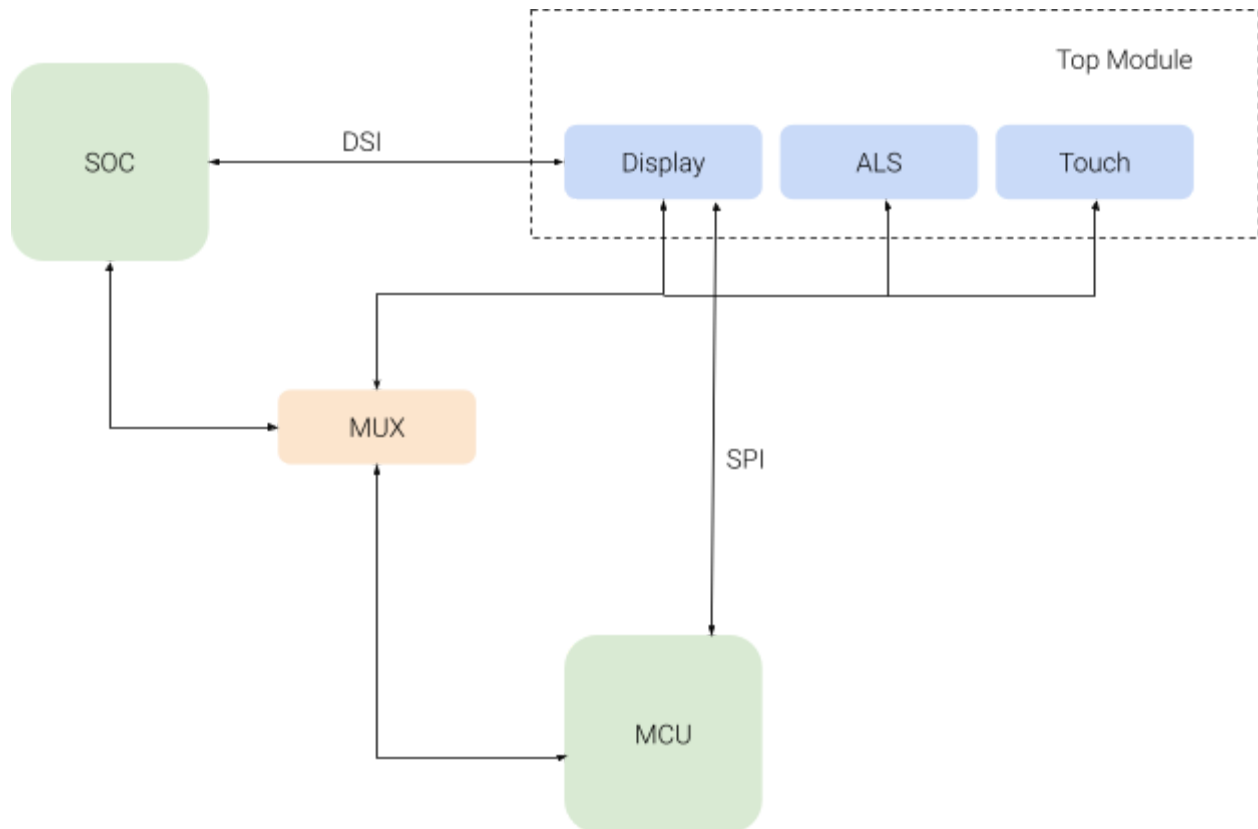 Top Module
SOC
DSI
Display
ALS
Touch
MUX
SPI
MCU